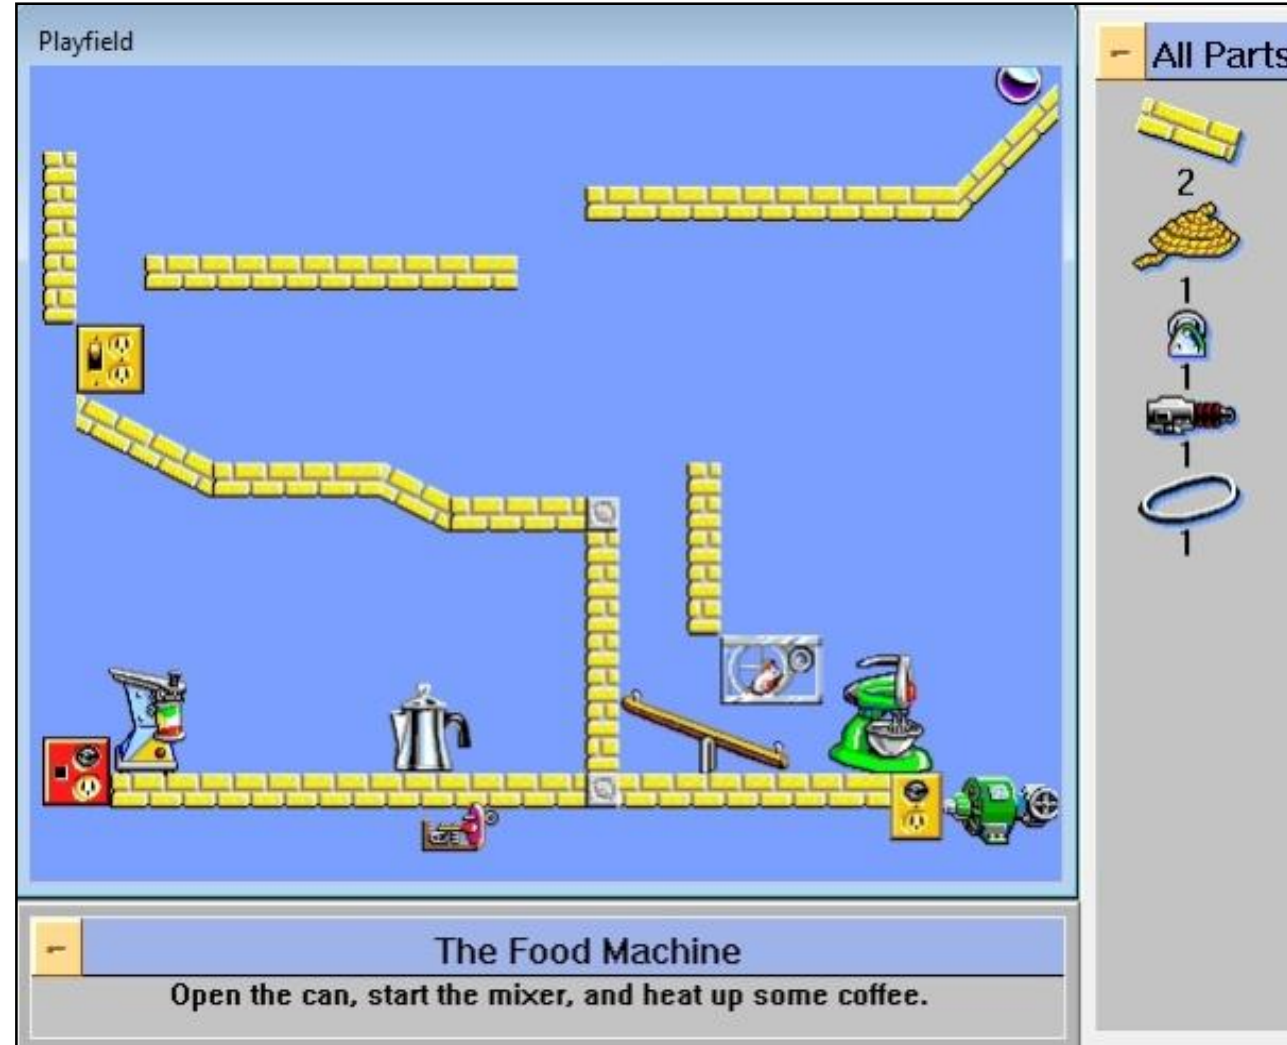 Playfield
All Parts
2
1
1
1
1
The Food Machine
Open the can, start the mixer, and heat up some coffee.